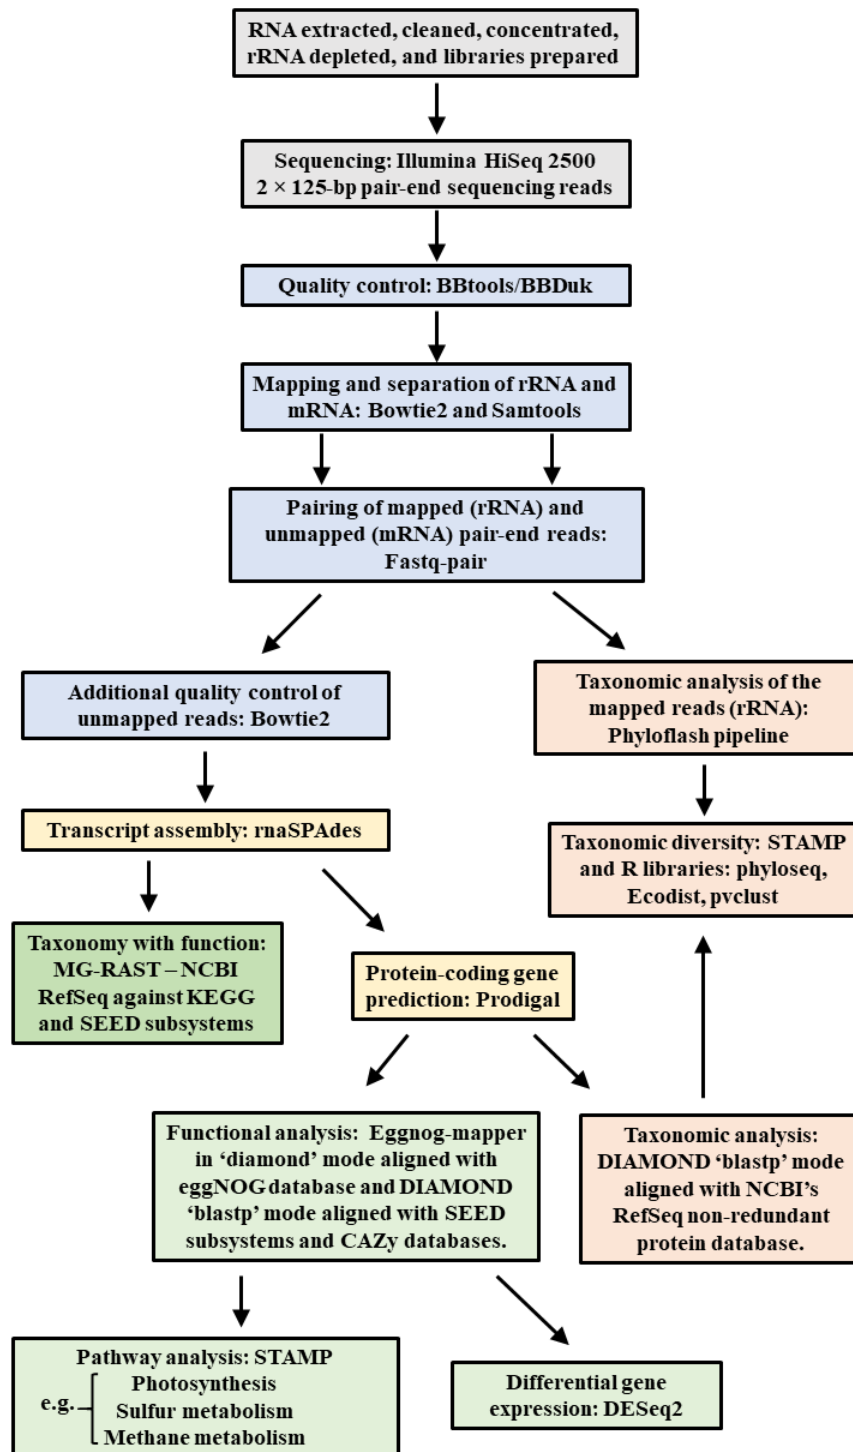 RNA extracted, cleaned, concentrated,
rRNA depleted, and libraries prepared
Sequencing: Illumina HiSeq 2500
2 × 125-bp pair-end sequencing reads
Quality control: BBtools/BBDuk
Mapping and separation of rRNA and
mRNA: Bowtie2 and Samtools
Pairing of mapped (rRNA) and
unmapped (mRNA) pair-end reads:
Fastq-pair
Additional quality control of
unmapped reads: Bowtie2
Taxonomic analysis of the
mapped reads (rRNA):
Phyloflash pipeline
Transcript assembly: rnaSPAdes
Taxonomic diversity: STAMP
and R libraries: phyloseq,
Ecodist, pvclust
Taxonomy with function:
MG-RAST – NCBI
RefSeq against KEGG
and SEED subsystems
Protein-coding gene
prediction: Prodigal
Functional analysis: Eggnog-mapper
in ‘diamond’ mode aligned with
eggNOG database and DIAMOND
‘blastp’ mode aligned with SEED
subsystems and CAZy databases.
Taxonomic analysis:
DIAMOND ‘blastp’ mode
aligned with NCBI’s
RefSeq non-redundant
protein database.
Pathway analysis: STAMP
Photosynthesis
e.g.
Sulfur metabolism
Methane metabolism
Differential gene
expression: DESeq2